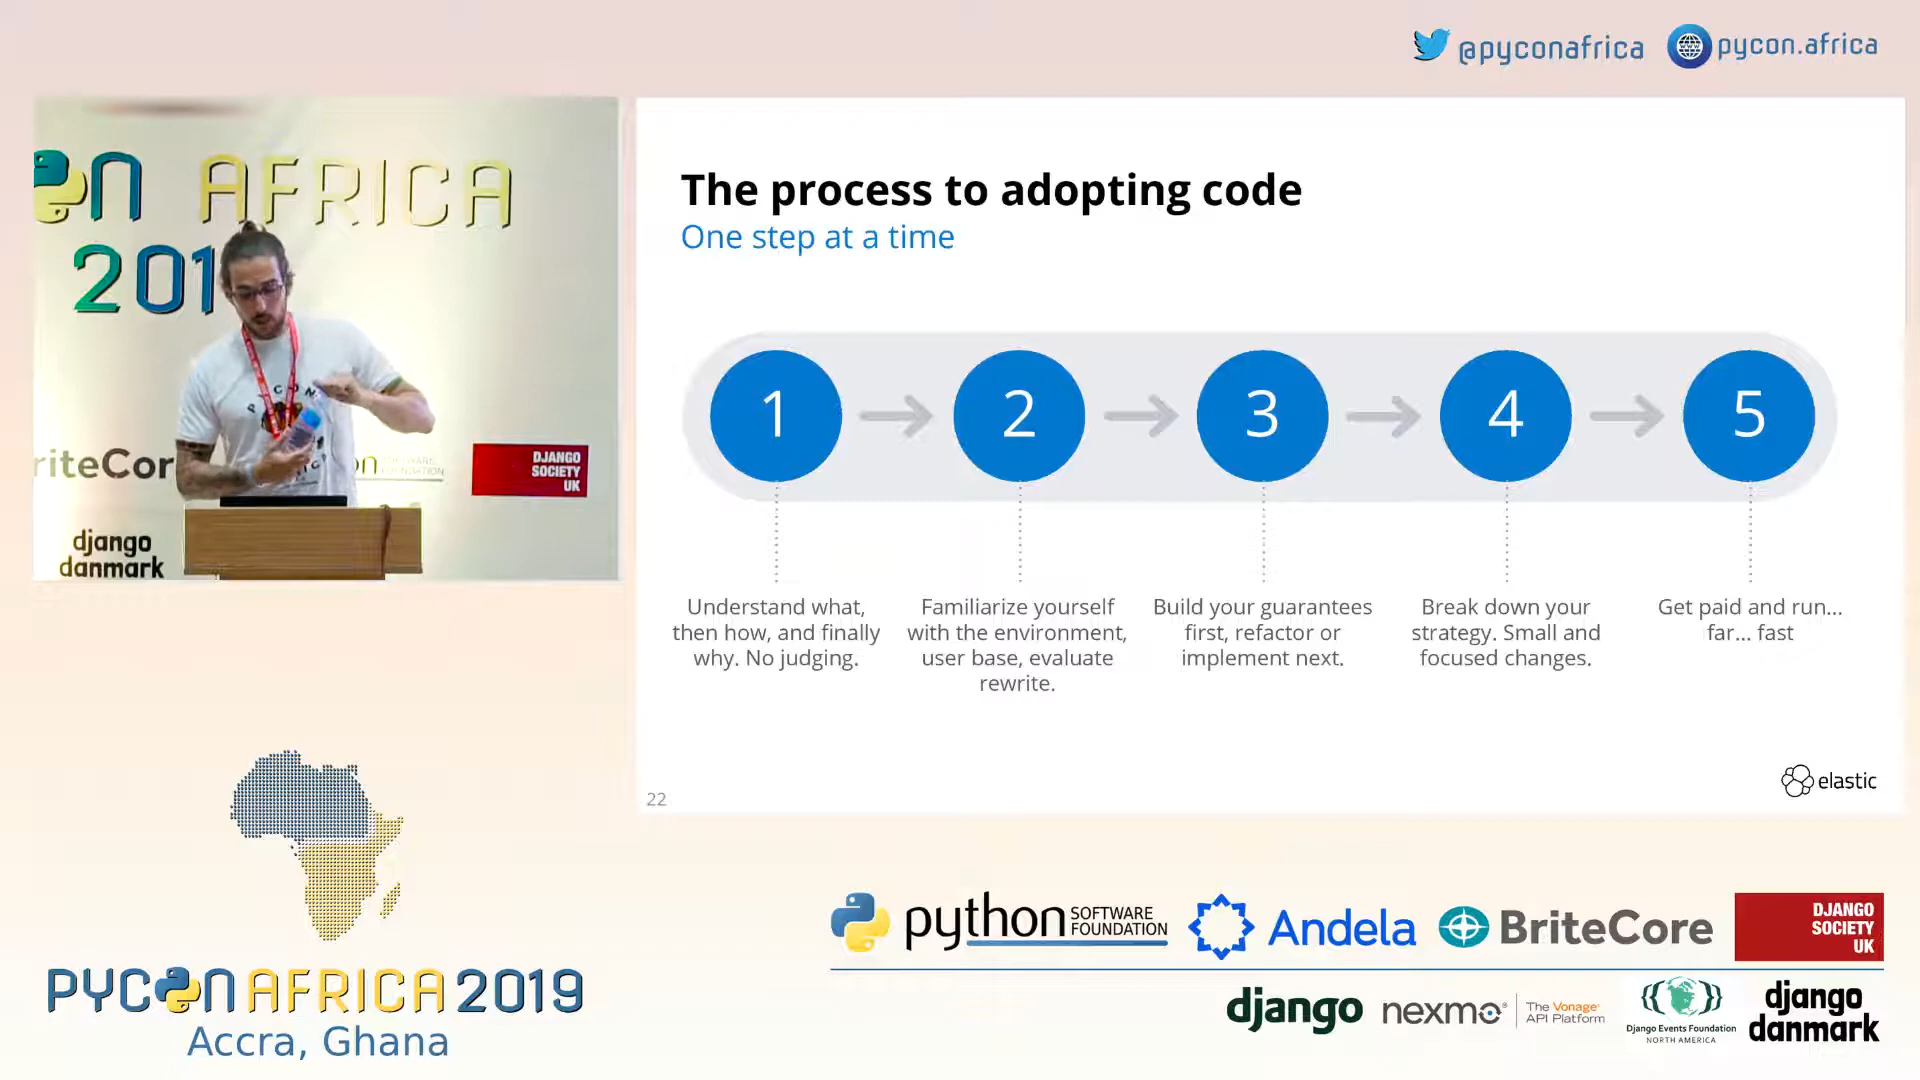 @pyconafrica
pycon.africa
on AFRICA
201
riteCor
on
DJANGO
SOCIETY
UK
django
danmark
The process to adopting code
One step at a time
1
2
3
4
5
Understand what,
then how, and finally
why. No judging.
Familiarize yourself
with the environment,
user base, evaluate
rewrite.
Build your guarantees
first, refactor or
implement next.
Break down your
strategy. Small and
focused changes.
Get paid and run...
far... fast
22
elastic
PYCON AFRICA 2019
Accra, Ghana
python SOFTWARE
FOUNDATION
Andela
BriteCore
DJANGO
SOCIETY
UK
django
nexmo
The Vonage
API Platform
Django Events Foundation
NORTH AMERICA
django
danmark